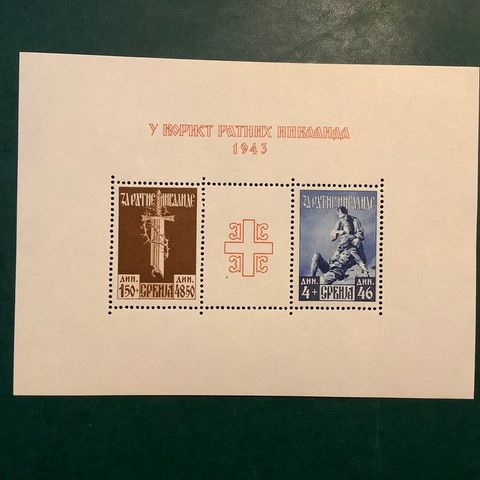 У КОРИСТ РАТНИХ ИНВАЛИДА
1943
ЗА РАТНЕ ИНВАЛИДЕ
ДИН. ДИН.
1.50+ СРБИЈА 48.50
ЗА РАТНЕ ИНВАЛИДЕ
ДИН. ДИН.
4+ СРБИЈА 46